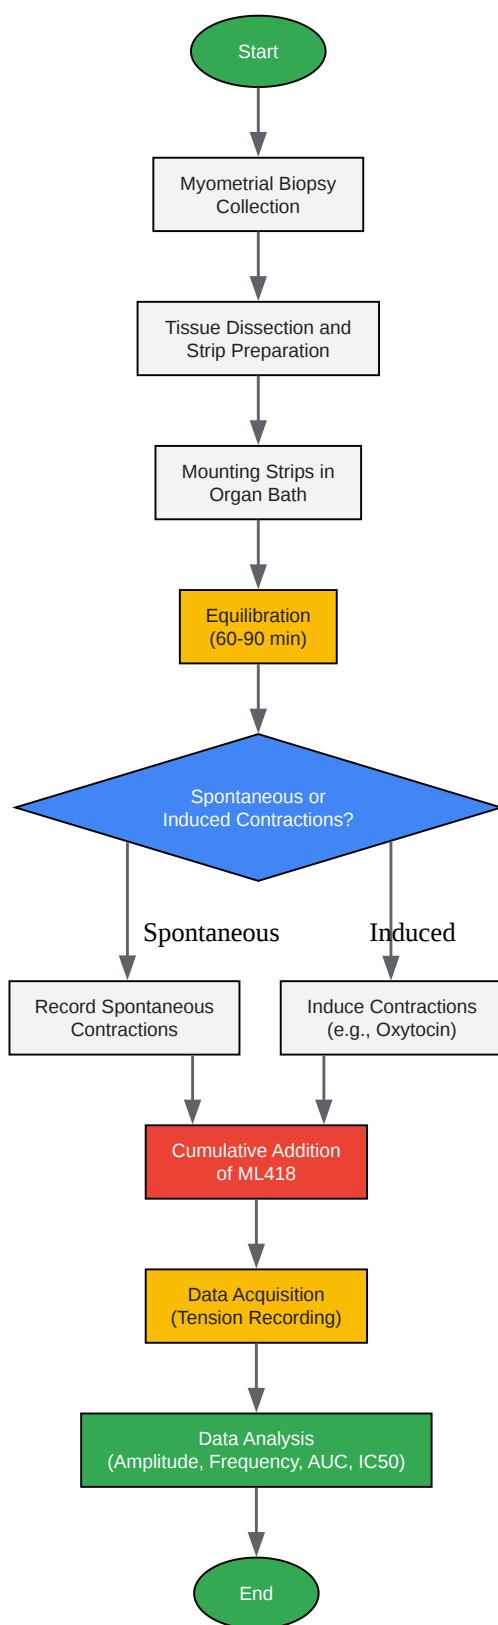 Start
Myometrial Biopsy
Collection
Tissue Dissection and
Strip Preparation
Mounting Strips in
Organ Bath
Equilibration
(60-90 min)
Spontaneous or
Induced Contractions?
Spontaneous
Induced
Record Spontaneous
Contractions
Induce Contractions
(e.g., Oxytocin)
Cumulative Addition
of ML418
Data Acquisition
(Tension Recording)
Data Analysis
(Amplitude, Frequency, AUC, IC50)
End